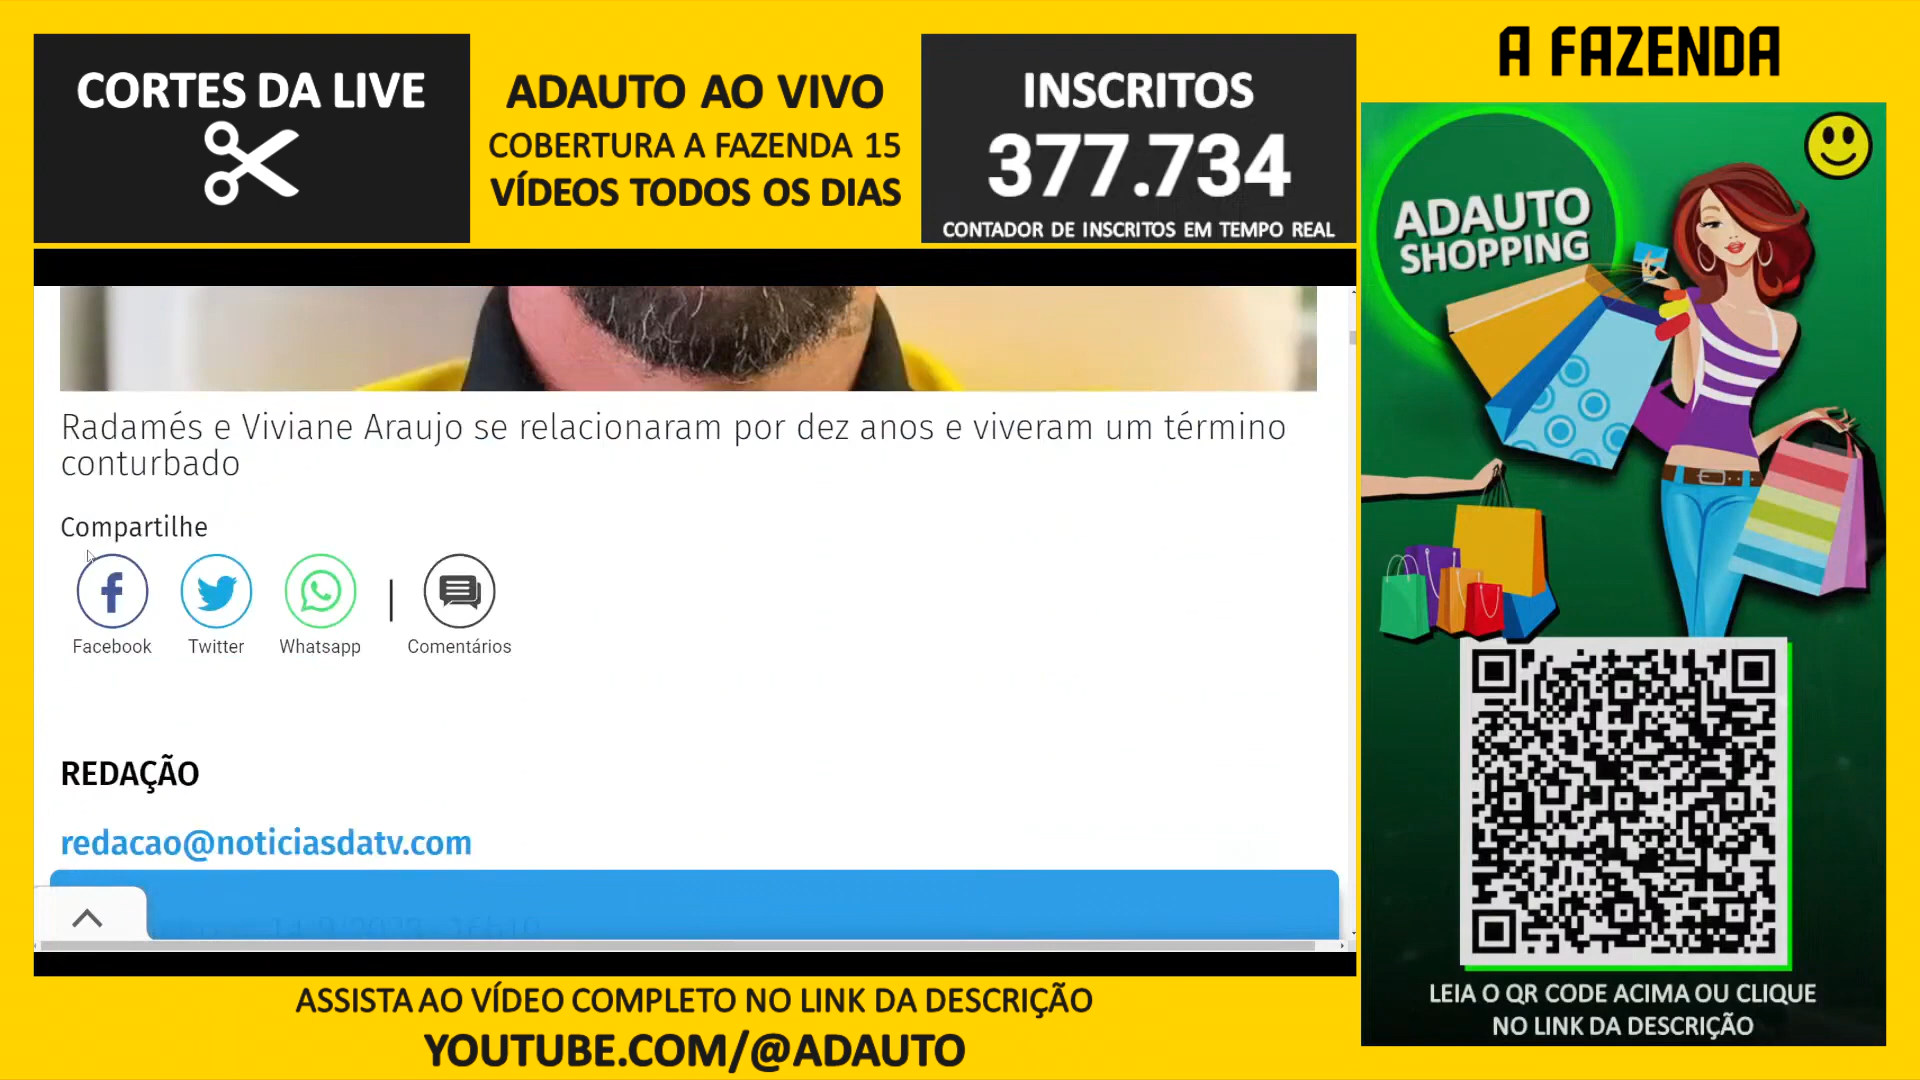 CORTES DA LIVE
ADAUTO AO VIVO
COBERTURA A FAZENDA 15
VÍDEOS TODOS OS DIAS
INSCRITOS
377.734
CONTADOR DE INSCRITOS EM TEMPO REAL
A FAZENDA
ADAUTO
SHOPPING
Radamés e Viviane Araujo se relacionaram por dez anos e viveram um término
conturbado
Compartilhe
Facebook
Twitter
Whatsapp
Comentários
REDAÇÃO
redacao@noticiasdatv.com
LEIA O QR CODE ACIMA OU CLIQUE
NO LINK DA DESCRIÇÃO
ASSISTA AO VÍDEO COMPLETO NO LINK DA DESCRIÇÃO
YOUTUBE.COM/@ADAUTO